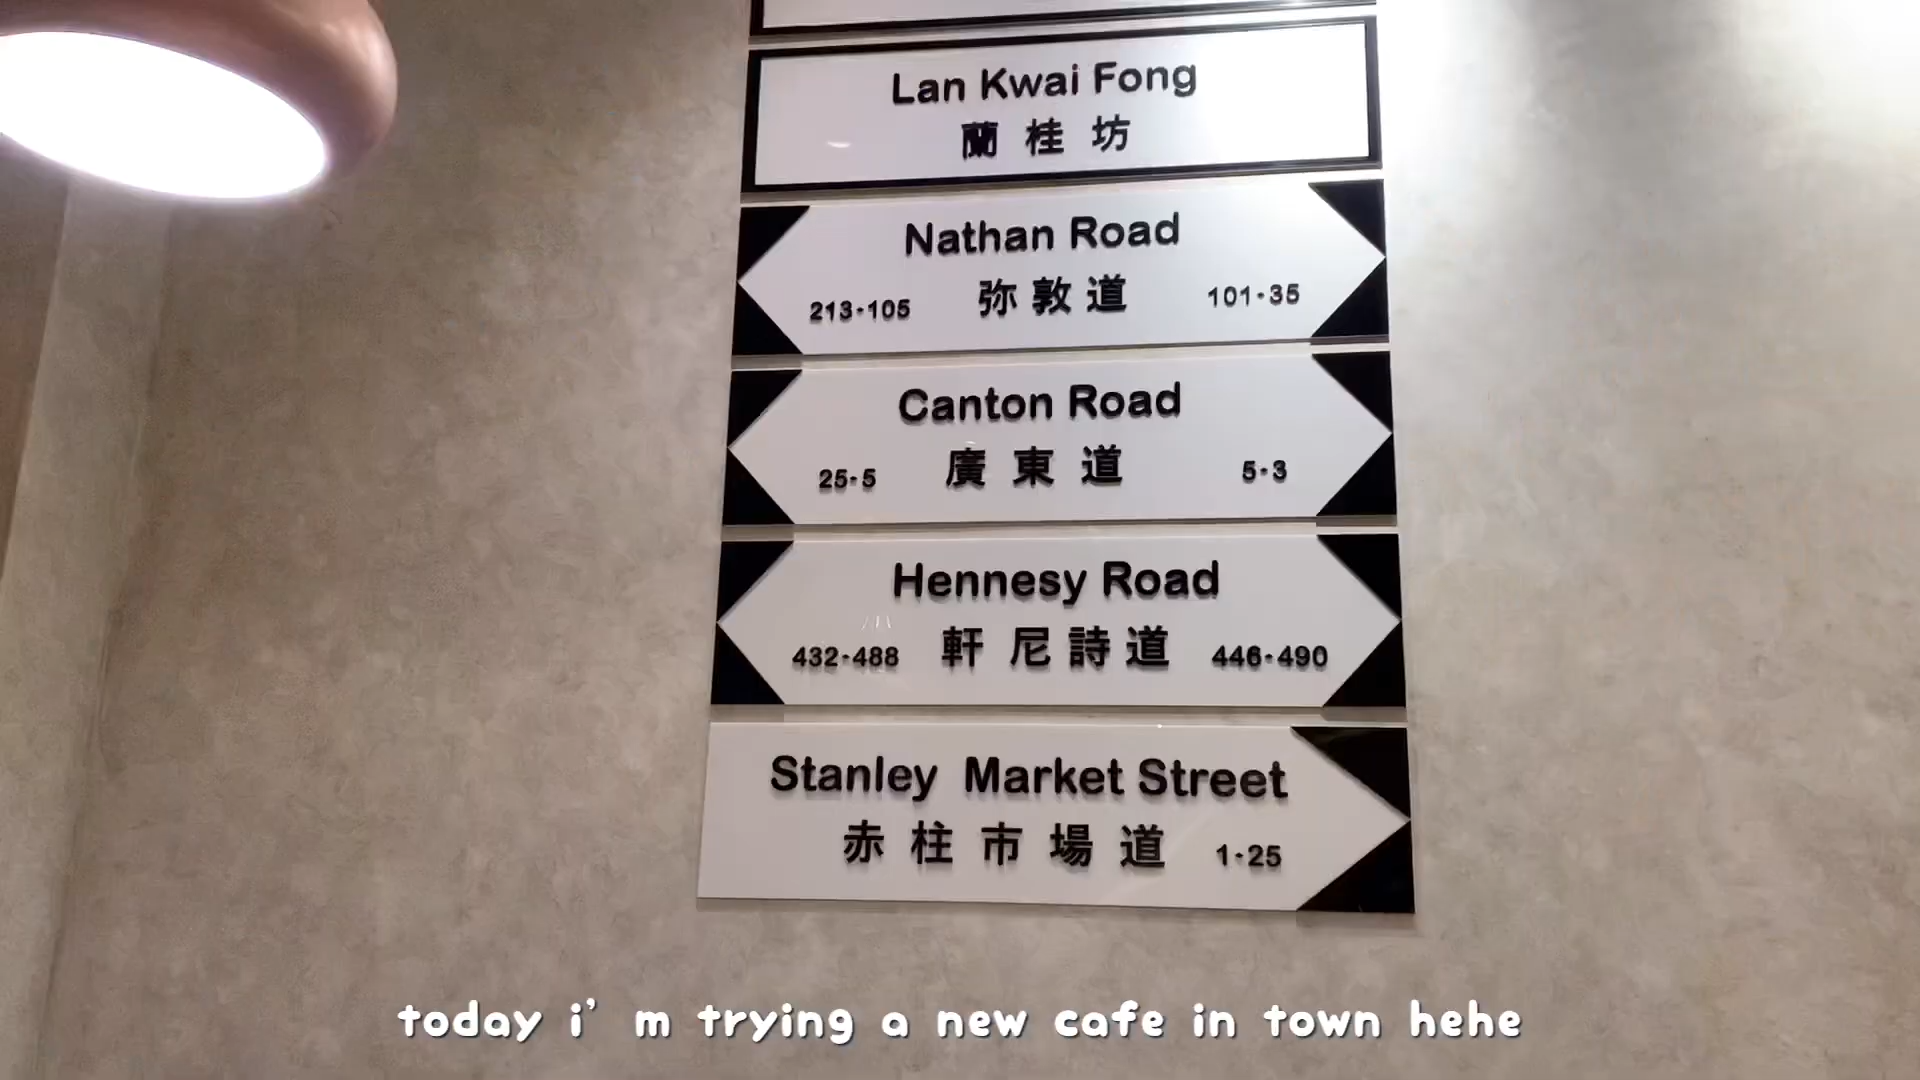 Lan Kwai Fong
蘭桂坊
Nathan Road
213-105 弥敦道 101-35
Canton Road
25-5 廣東道 5-3
Hennesy Road
432-488 軒尼詩道 446-490
Stanley Market Street
赤柱市場道 1-25
today i'm trying a new cafe in town hehe